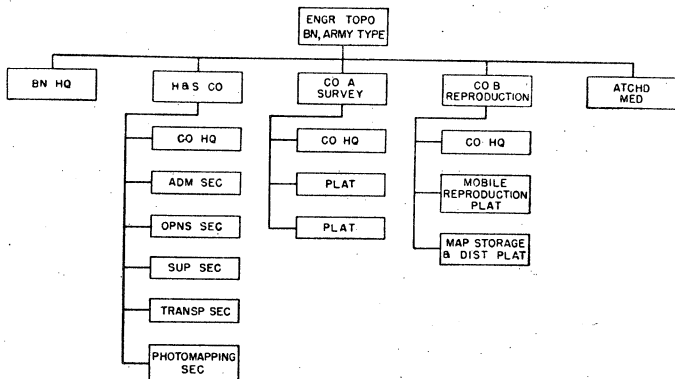 ENGR TOPO
BN, ARMY TYPE
BN HQ
H&S CO
CO A
SURVEY
CO B
REPRODUCTION
ATCHD
MED
CO HQ
ADM SEC
OPNS SEC
SUP SEC
TRANSP SEC
PHOTOMAPPING
SEC
CO HQ
PLAT
PLAT
CO HQ
MOBILE
REPRODUCTION
PLAT
MAP STORAGE
& DIST PLAT